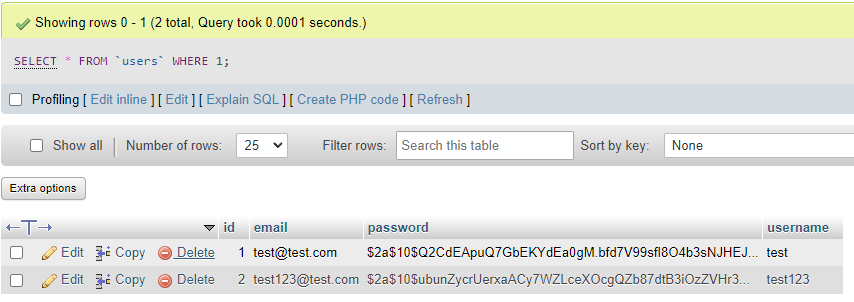 Showing rows 0 - 1 (2 total, Query took 0.0001 seconds.)
SELECT * FROM `users` WHERE 1;
Profiling [ Edit inline ] [ Edit ] [ Explain SQL ] [ Create PHP code ] [ Refresh ]
Show all Number of rows: 25 Filter rows: Search this table Sort by key: None
Extra options
id email password username
Edit Copy Delete 1 test@test.com $2a$10$Q2CdEApuQ7GbEKYdEa0gM.bfd7V99sfI8O4b3sNJHEJ... test
Edit Copy Delete 2 test123@test.com $2a$10$ubunZycrUerxaACy7WZLceXOcgQZb87dtB3iOzZVHr3... test123